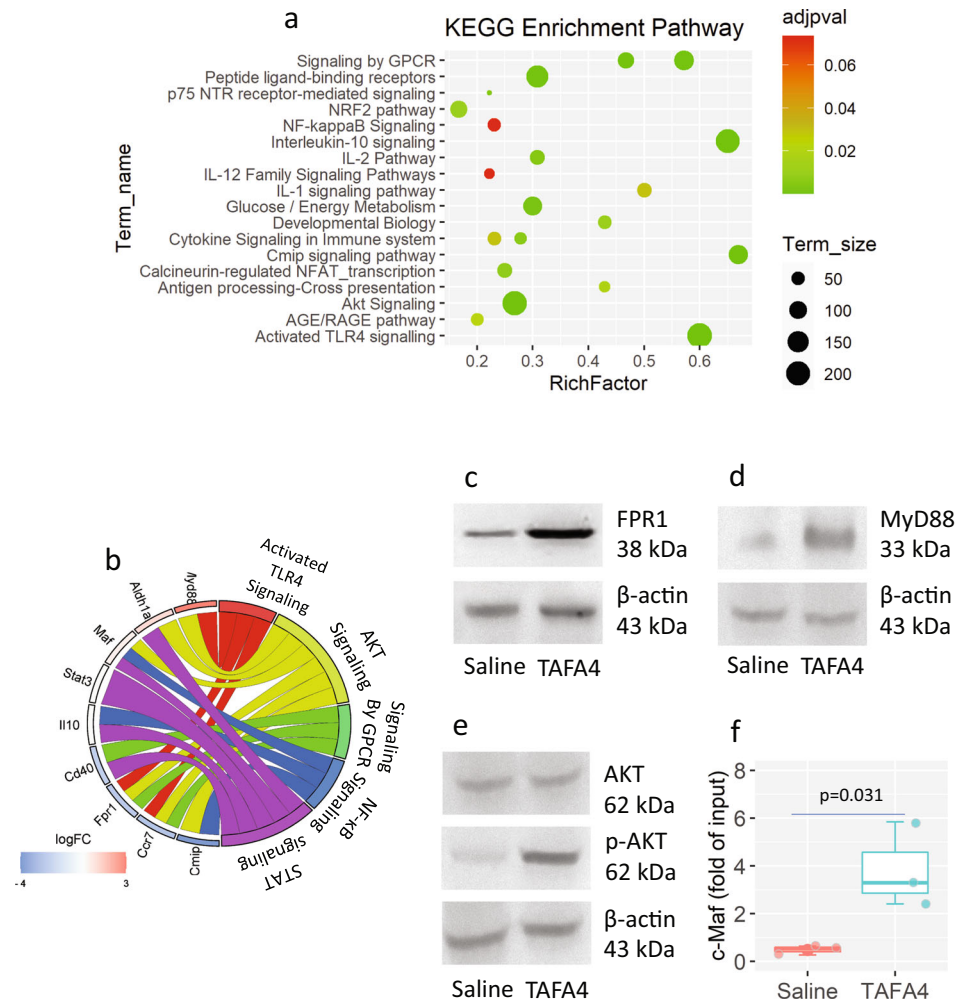 a
KEGG Enrichment Pathway
Term_name
Signaling by GPCR
Peptide ligand-binding receptors
p75 NTR receptor-mediated signaling
NRF2 pathway
NF-kappaB Signaling
Interleukin-10 signaling
IL-2 Pathway
IL-12 Family Signaling Pathways
IL-1 signaling pathway
Glucose / Energy Metabolism
Developmental Biology
Cytokine Signaling in Immune system
Cmip signaling pathway
Calcineurin-regulated NFAT_transcription
Antigen processing-Cross presentation
Akt Signaling
AGE/RAGE pathway
Activated TLR4 signalling
0.2 0.3 0.4 0.5 0.6
RichFactor
adjpval
0.06
0.04
0.02
Term_size
50
100
150
200
b
Activated
TLR4
Signaling
AKT
Signaling
Signaling
By GPCR
NF-kB
Signaling
STAT
Signaling
Myd88
Aldh1a
Maf
Stat3
Il10
Cd40
Fpr1
Ccr7
Cmip
logFC
-4 3
c
FPR1
38 kDa
β-actin
43 kDa
Saline TAFA4
d
MyD88
33 kDa
β-actin
43 kDa
Saline TAFA4
e
AKT
62 kDa
p-AKT
62 kDa
β-actin
43 kDa
Saline TAFA4
f
c-Maf (fold of input)
8
6
4
2
0
p=0.031
Saline TAFA4